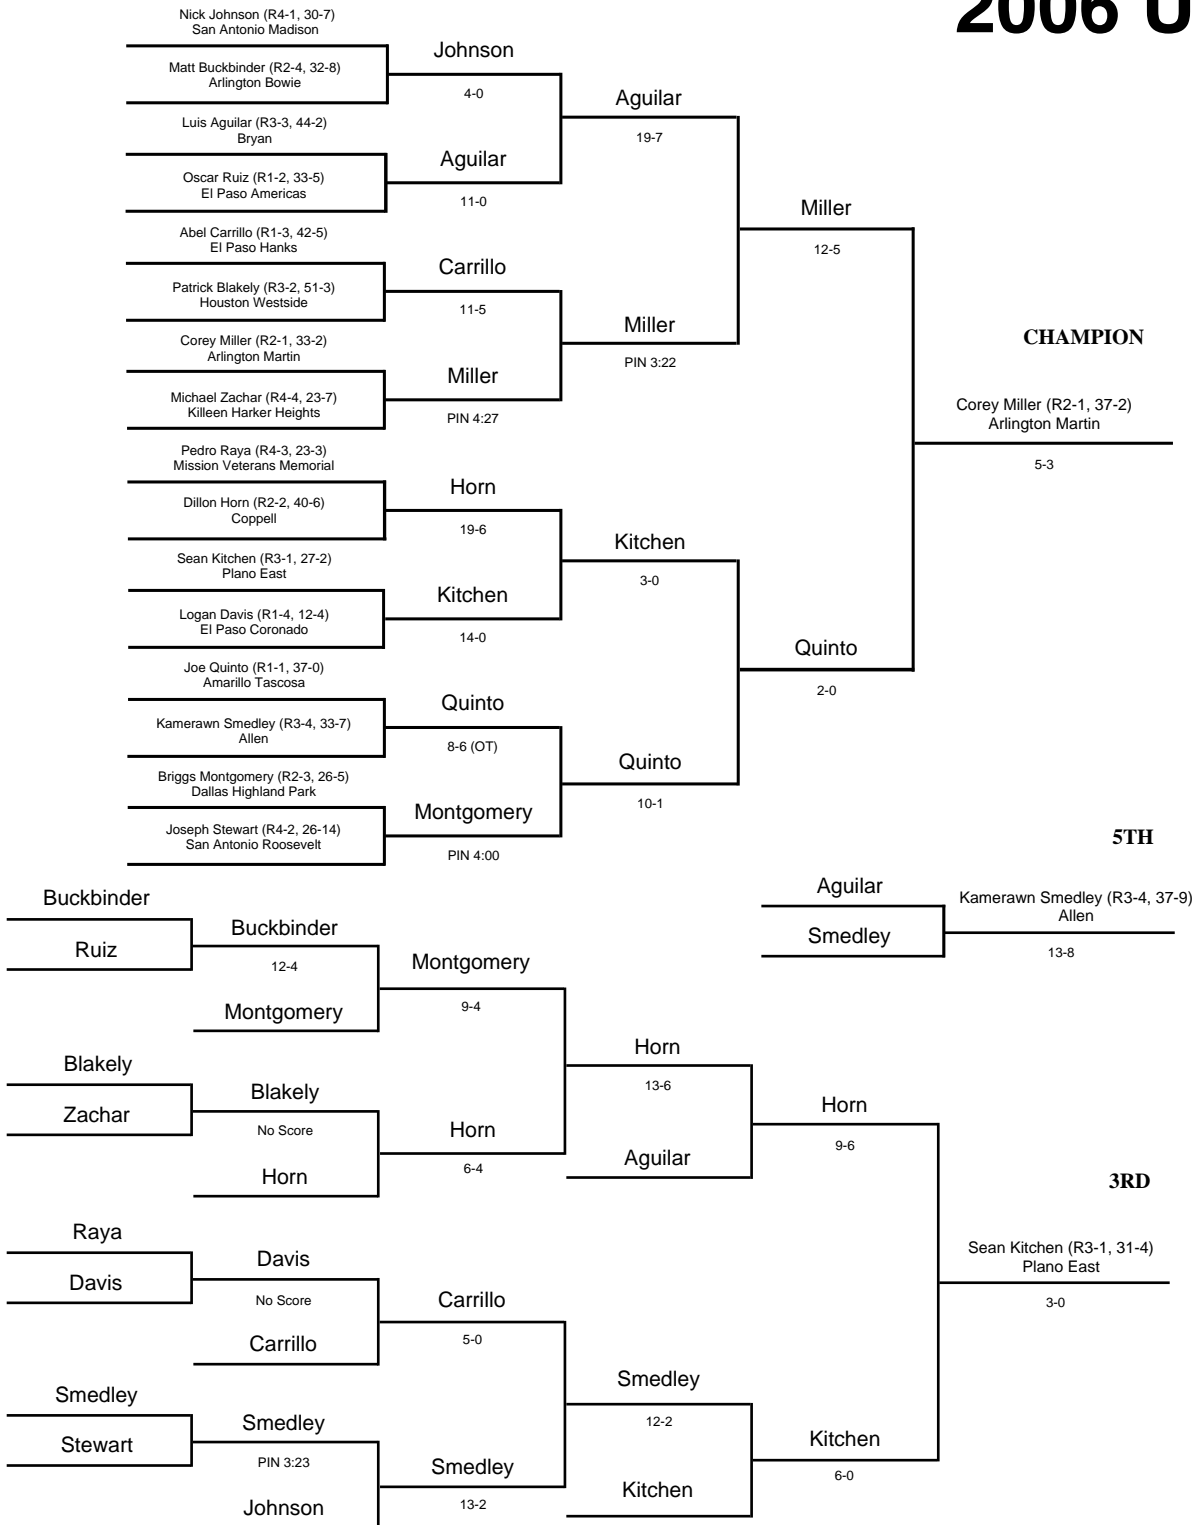 2006 U
Nick Johnson (R4-1, 30-7)
San Antonio Madison
Johnson
Matt Buckbinder (R2-4, 32-8)
Arlington Bowie
4-0
Aguilar
Luis Aguilar (R3-3, 44-2)
Bryan
19-7
Aguilar
Oscar Ruiz (R1-2, 33-5)
El Paso Americas
11-0
Miller
Abel Carrillo (R1-3, 42-5)
El Paso Hanks
12-5
Carrillo
Patrick Blakely (R3-2, 51-3)
Houston Westside
11-5
Miller
Corey Miller (R2-1, 33-2)
Arlington Martin
PIN 3:22
CHAMPION
Miller
Michael Zachar (R4-4, 23-7)
Killeen Harker Heights
PIN 4:27
Corey Miller (R2-1, 37-2)
Arlington Martin
5-3
Pedro Raya (R4-3, 23-3)
Mission Veterans Memorial
Horn
Dillon Horn (R2-2, 40-6)
Coppell
19-6
Kitchen
Sean Kitchen (R3-1, 27-2)
Plano East
3-0
Kitchen
Logan Davis (R1-4, 12-4)
El Paso Coronado
14-0
Quinto
Joe Quinto (R1-1, 37-0)
Amarillo Tascosa
2-0
Quinto
Kamerawn Smedley (R3-4, 33-7)
Allen
8-6 (OT)
Quinto
Briggs Montgomery (R2-3, 26-5)
Dallas Highland Park
10-1
Montgomery
Joseph Stewart (R4-2, 26-14)
San Antonio Roosevelt
PIN 4:00
5TH
Aguilar
Smedley
Kamerawn Smedley (R3-4, 37-9)
Allen
13-8
Buckbinder
Ruiz
Buckbinder
12-4
Montgomery
Montgomery
9-4
Blakely
Zachar
Blakely
No Score
Horn
Horn
6-4
Horn
13-6
Aguilar
Horn
9-6
3RD
Raya
Davis
Davis
No Score
Carrillo
Carrillo
5-0
Sean Kitchen (R3-1, 31-4)
Plano East
3-0
Smedley
Stewart
Smedley
PIN 3:23
Johnson
Smedley
13-2
Smedley
12-2
Kitchen
Kitchen
6-0